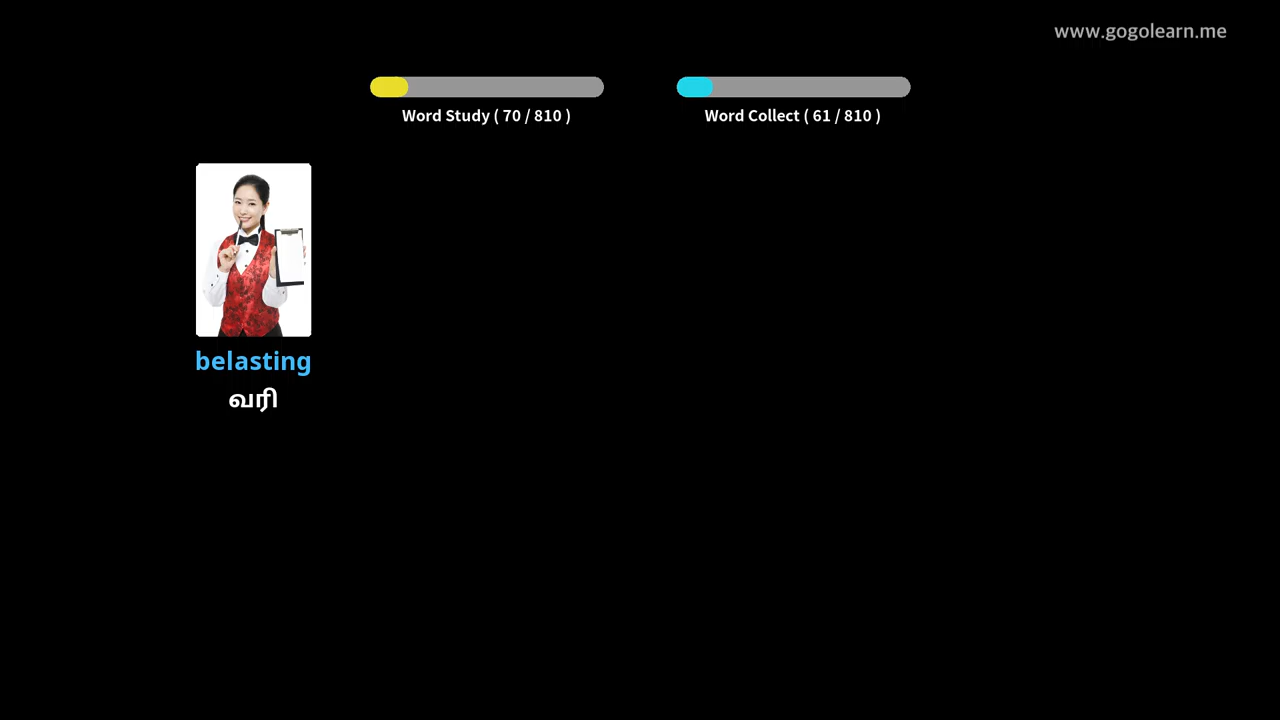 www.gogolearn.me
Word Study ( 70 / 810 )
Word Collect ( 61 / 810 )
belasting
வரி